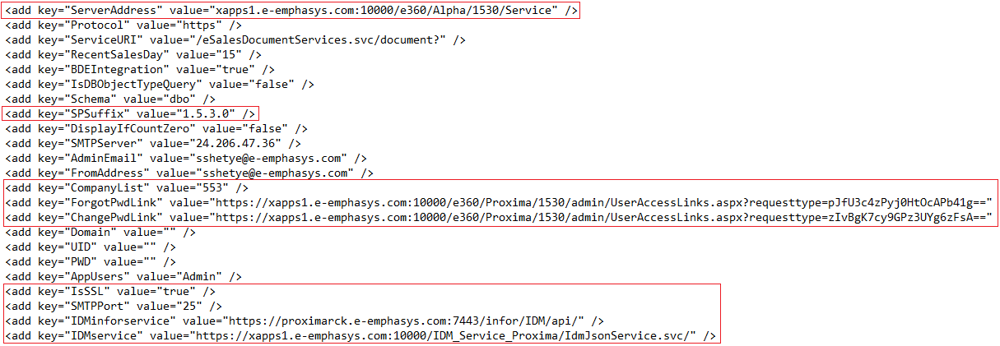 <add key="ServerAddress" value="xapps1.e-emphasys.com:10000/e360/Alpha/1530/Service" />
<add key="Protocol" value="https" />
<add key="ServiceURI" value="/eSalesDocumentServices.svc/document?" />
<add key="RecentSalesDay" value="15" />
<add key="BDEIntegration" value="true" />
<add key="IsDBObjectTypeQuery" value="false" />
<add key="Schema" value="dbo" />
<add key="SPSuffix" value="1.5.3.0" />
<add key="DisplayIfCountZero" value="false" />
<add key="SMTPServer" value="24.206.47.36" />
<add key="AdminEmail" value="sshetye@e-emphasys.com" />
<add key="FromAddress" value="sshetye@e-emphasys.com" />
<add key="CompanyList" value="553" />
<add key="ForgotPwdLink" value="https://xapps1.e-emphasys.com:10000/e360/Proxima/1530/admin/UserAccessLinks.aspx?requesttype=pJfU3c4zPyj0HtOcAPb41g=="
<add key="ChangePwdLink" value="https://xapps1.e-emphasys.com:10000/e360/Proxima/1530/admin/UserAccessLinks.aspx?requesttype=zIvBgK7cy9GPz3UYg6zFsA=="
<add key="Domain" value="" />
<add key="UID" value="" />
<add key="PWD" value="" />
<add key="AppUsers" value="Admin" />
<add key="IsSSL" value="true" />
<add key="SMTPPort" value="25" />
<add key="IDMinforservice" value="https://proximarck.e-emphasys.com:7443/infor/IDM/api/" />
<add key="IDMservice" value="https://xapps1.e-emphasys.com:10000/IDM_Service_Proxima/IdmJsonService.svc/" />